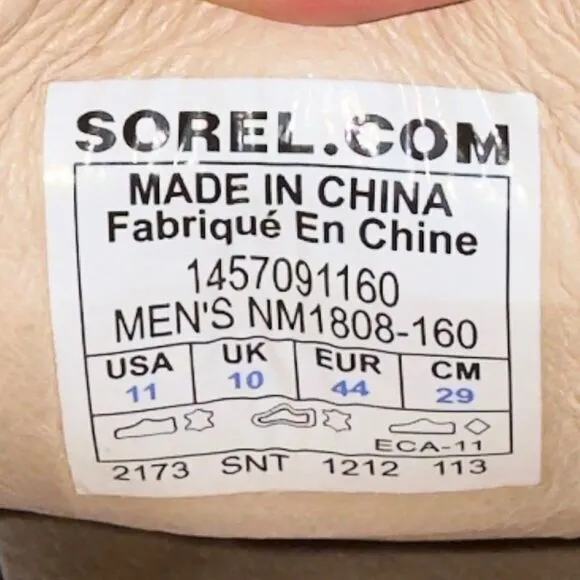 SOREL.COM
MADE IN CHINA
Fabriqué En Chine
1457091160
MEN'S NM1808-160
USA UK EUR CM
11 10 44 29
ECA-11
2173 SNT 1212 113